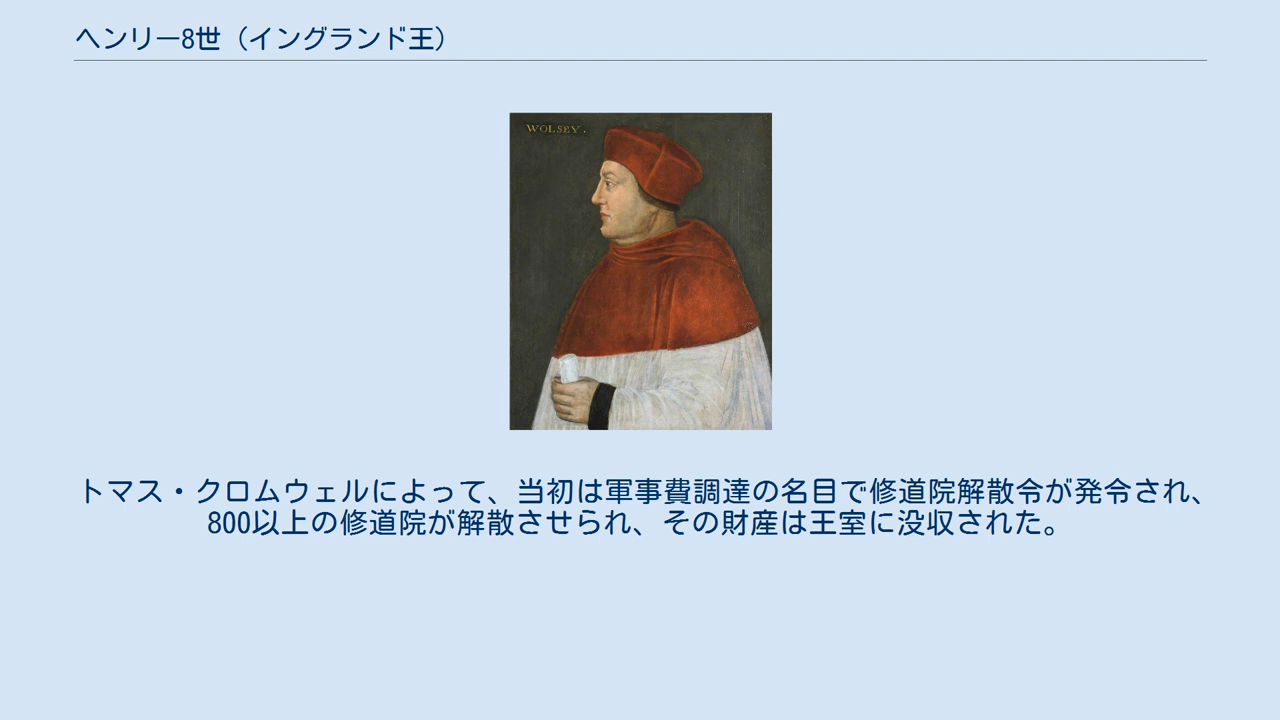 ヘンリー8世（イングランド王）
WOLSEY.
トマス・クロムウェルによって、当初は軍事費調達の名目で修道院解散令が発令され、
800以上の修道院が解散させられ、その財産は王室に没収された。